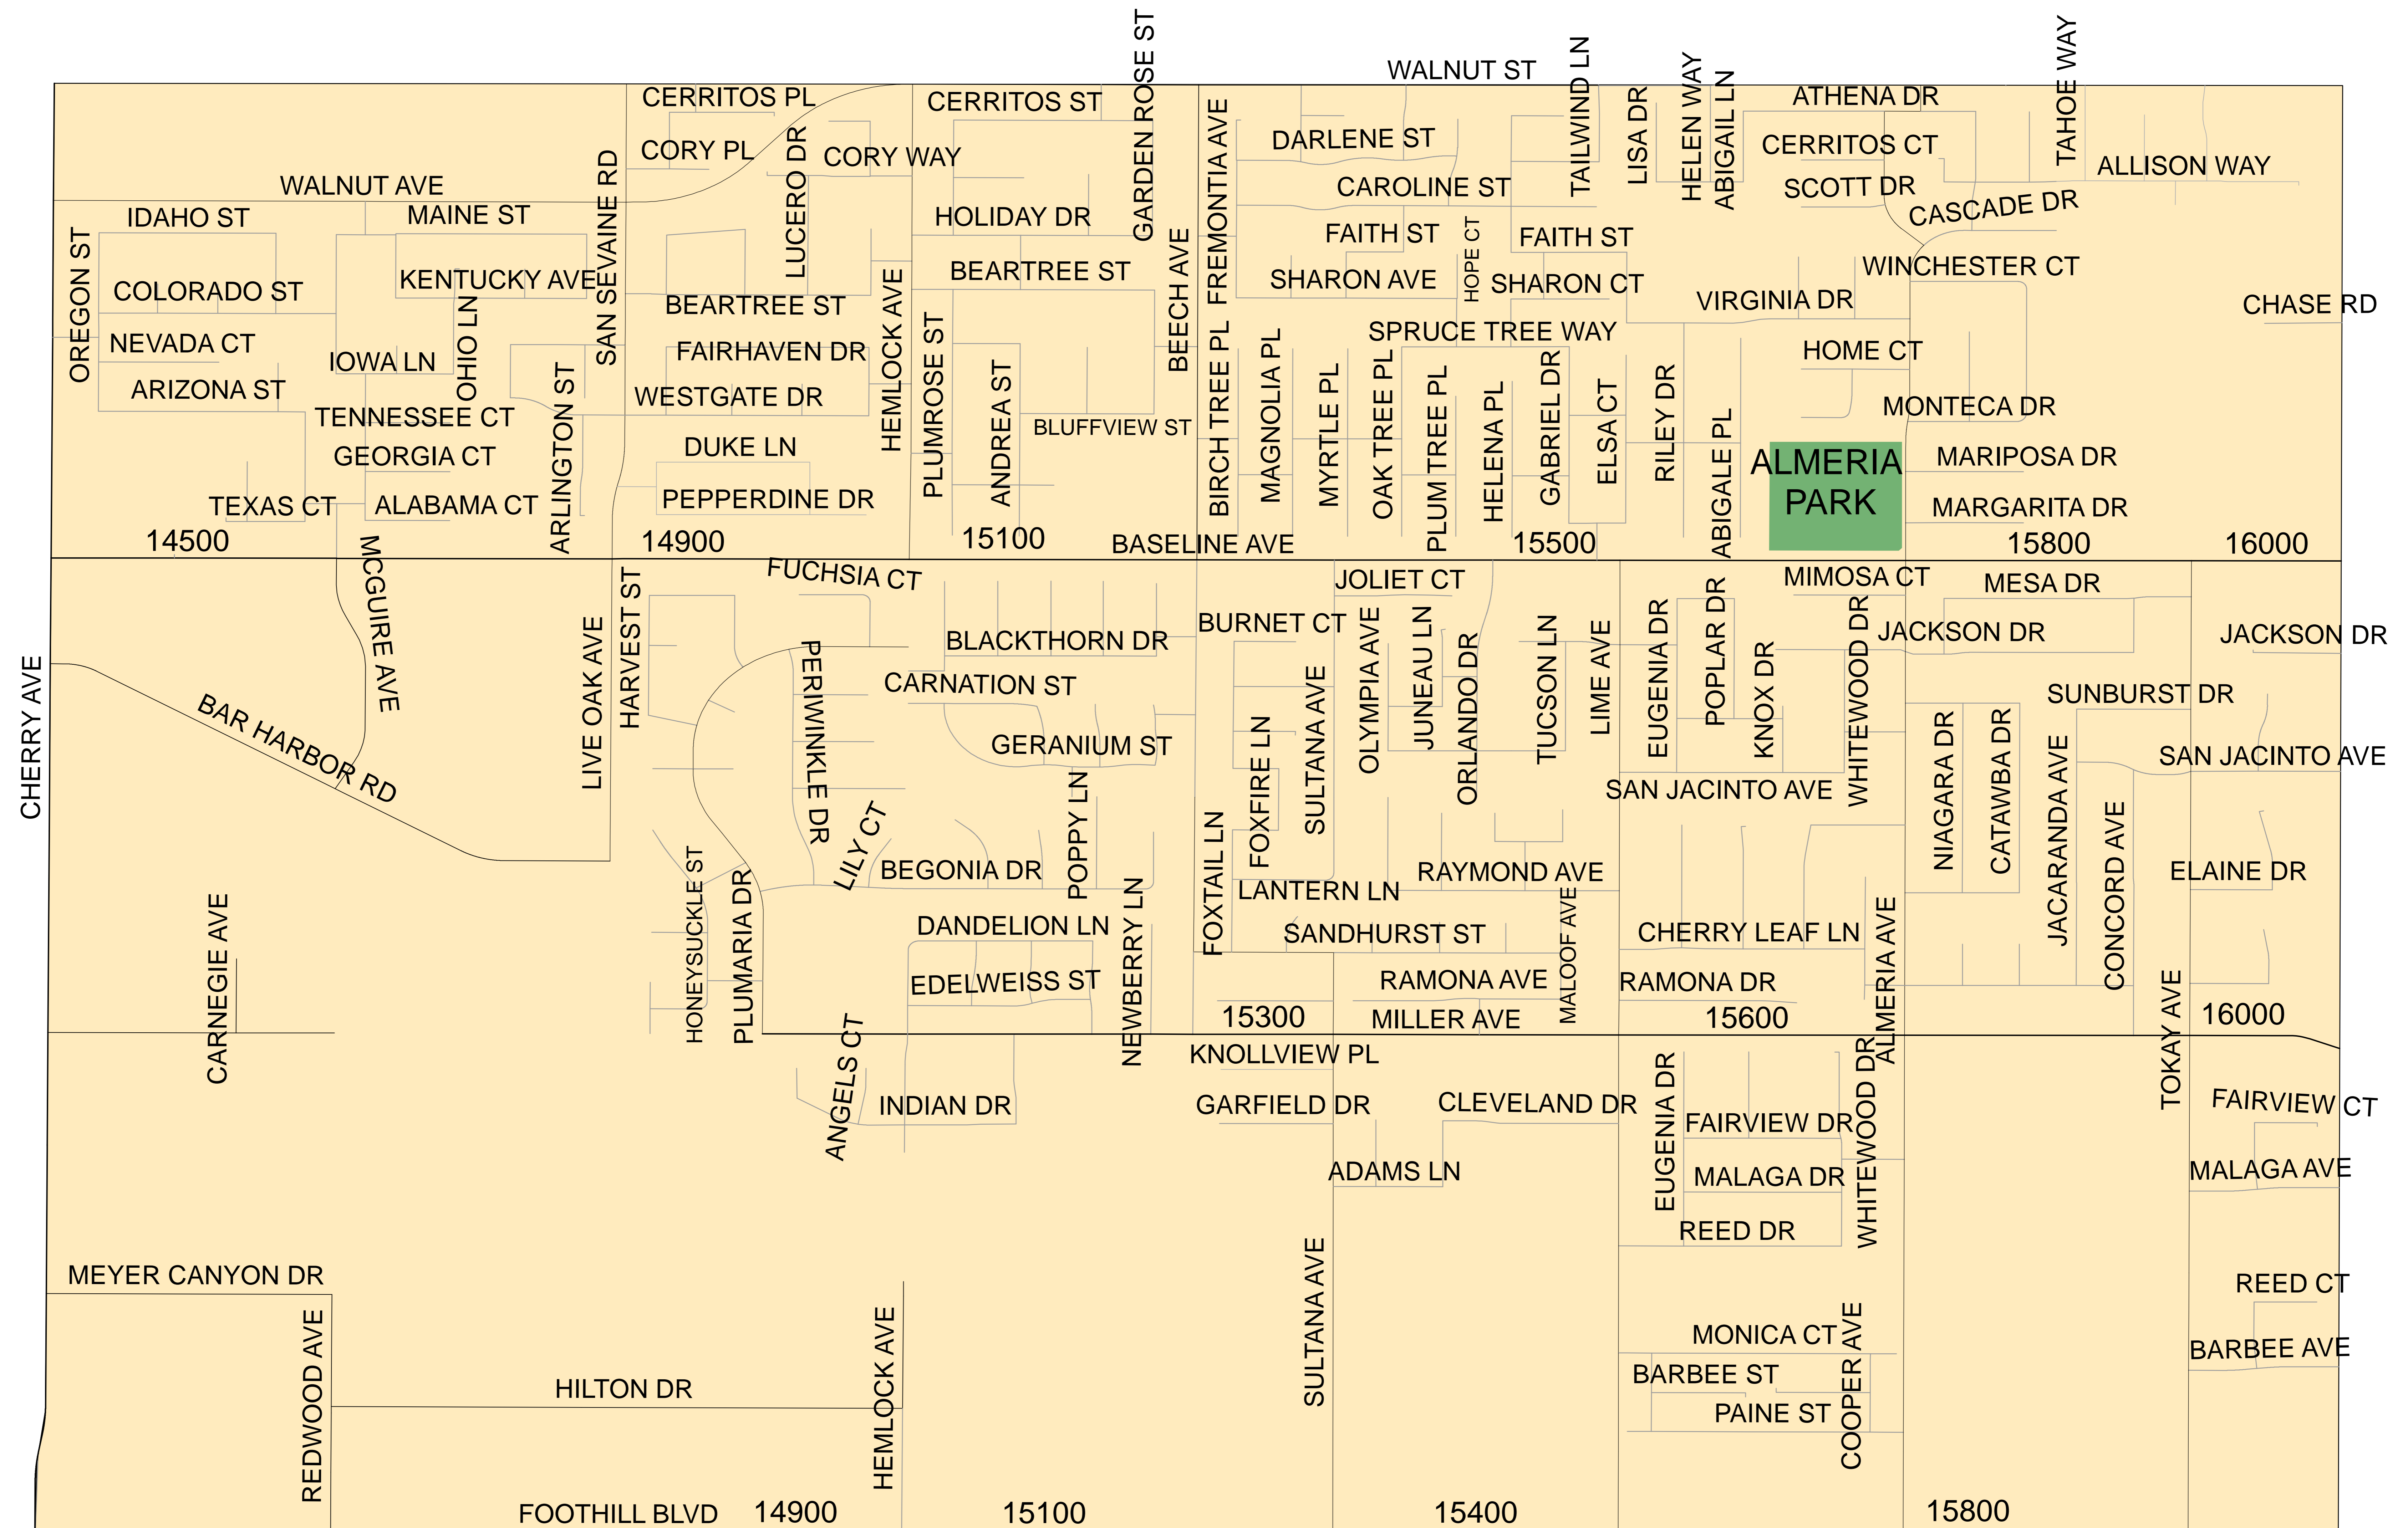 WALNUT ST
CERRITOS PL
CERRITOS ST
GARDEN ROSE ST
TAILWIND LN
LISA DR
HELEN WAY
ABIGAIL LN
ATHENA DR
TAHOE WAY
CORY PL
LUCERO DR
CORY WAY
DARLENE ST
CERRITOS CT
ALLISON WAY
WALNUT AVE
SAN SEVAINE RD
FREMONTIA AVE
CAROLINE ST
SCOTT DR
CASCADE DR
IDAHO ST
MAINE ST
HOLIDAY DR
FAITH ST
HOPE CT
FAITH ST
OREGON ST
COLORADO ST
KENTUCKY AVE
BEARTREE ST
BEARTREE ST
BEECH AVE
SHARON AVE
SHARON CT
WINCHESTER CT
VIRGINIA DR
CHASE RD
NEVADA CT
IOWA LN
OHIO LN
FAIRHAVEN DR
HEMLOCK AVE
PLUMROSE ST
SPRUCE TREE WAY
HOME CT
ARIZONA ST
TENNESSEE CT
WESTGATE DR
ANDREA ST
BLUFFVIEW ST
BIRCH TREE PL
MAGNOLIA PL
MYRTLE PL
OAK TREE PL
PLUM TREE PL
HELENA PL
GABRIEL DR
ELSA CT
RILEY DR
ABIGALE PL
MONTECA DR
GEORGIA CT
ARLINGTON ST
DUKE LN
ALMERIA
PARK
MARIPOSA DR
TEXAS CT
ALABAMA CT
PEPPERDINE DR
MARGARITA DR
14500
14900
15100
BASELINE AVE
15500
15800
16000
MCGUIRE AVE
HARVEST ST
FUCHSIA CT
JOLIET CT
MIMOSA CT
MESA DR
LIVE OAK AVE
PERIWINKLE DR
BLACKTHORN DR
BURNET CT
OLYMPIA AVE
JUNEAU LN
ORLANDO DR
TUCSON LN
LIME AVE
EUGENIA DR
POPLAR DR
KNOX DR
WHITEWOOD DR
JACKSON DR
JACKSON DR
CHERRY AVE
BAR HARBOR RD
CARNATION ST
SULTANA AVE
SUNBURST DR
GERANIUM ST
FOXFIRE LN
NIAGARA DR
CATAWBA DR
JACARANDA AVE
CONCORD AVE
SAN JACINTO AVE
SAN JACINTO AVE
LILY CT
POPPY LN
FOXTAIL LN
HONEYSUCKLE ST
PLUMARIA DR
BEGONIA DR
LANTERN LN
RAYMOND AVE
ELAINE DR
CARNEGIE AVE
DANDELION LN
NEWBERRY LN
SANDHURST ST
MALOOF AVE
CHERRY LEAF LN
ALMERIA AVE
EDELWEISS ST
RAMONA AVE
RAMONA DR
TOKAY AVE
15300
MILLER AVE
15600
16000
ANGELS CT
KNOLLVIEW PL
INDIAN DR
GARFIELD DR
CLEVELAND DR
EUGENIA DR
FAIRVIEW DR
WHITEWOOD DR
FAIRVIEW CT
ADAMS LN
MALAGA DR
MALAGA AVE
REED DR
MEYER CANYON DR
REED CT
REDWOOD AVE
HILTON DR
HEMLOCK AVE
SULTANA AVE
MONICA CT
COOPER AVE
BARBEE AVE
BARBEE ST
PAINE ST
FOOTHILL BLVD
14900
15100
15400
15800